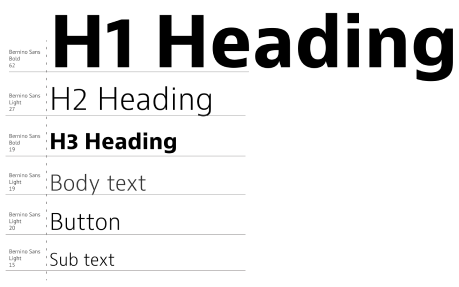 Bernino Sans
Bold
62
H1 Heading
Bernino Sans
Light
27
H2 Heading
Bernino Sans
Bold
19
H3 Heading
Bernino Sans
Light
19
Body text
Bernino Sans
Light
20
Button
Bernino Sans
Light
15
Sub text